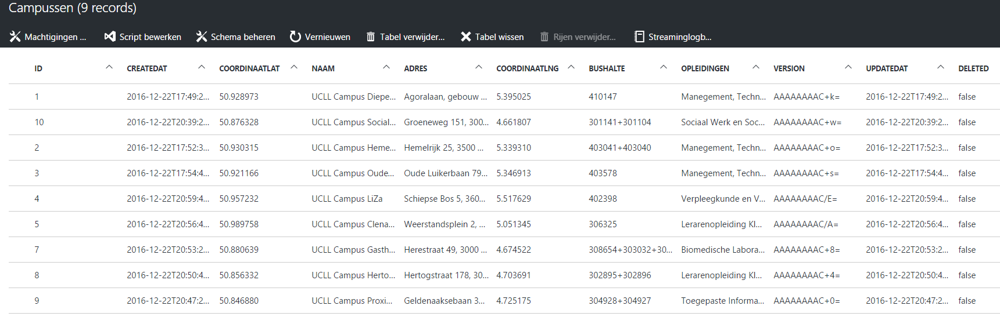 Campussen (9 records)
Machtigingen ... Script bewerken Schema beheren Vernieuwen Tabel verwijder... Tabel wissen Rijen verwijder... Streaminglogb...
ID CREATEDAT COORDINAATLAT NAAM ADRES COORDINAATLNG BUSHALTE OPLEIDINGEN VERSION UPDATEDAT DELETED
1 2016-12-22T17:49:2... 50.928973 UCLL Campus Diepe... Agoralaan, gebouw ... 5.395025 410147 Manegement, Techn... AAAAAAAAC+k= 2016-12-22T17:49:2... false
10 2016-12-22T20:39:2... 50.876328 UCLL Campus Social... Groeneweg 151, 300... 4.661807 301141+301104 Sociaal Werk en Soc... AAAAAAAAC+w= 2016-12-22T20:39:2... false
2 2016-12-22T17:52:3... 50.930315 UCLL Campus Heme... Hemelrijk 25, 3500 ... 5.339310 403041+403040 Manegement, Techn... AAAAAAAAC+o= 2016-12-22T17:52:3... false
3 2016-12-22T17:54:4... 50.921166 UCLL Campus Oude... Oude Luikerbaan 79... 5.346913 403578 Manegement, Techn... AAAAAAAAC+s= 2016-12-22T17:54:4... false
4 2016-12-22T20:59:4... 50.957232 UCLL Campus LiZa Schiepse Bos 5, 360... 5.517629 402398 Verpleegkunde en V... AAAAAAAAC/E= 2016-12-22T20:59:4... false
5 2016-12-22T20:56:4... 50.989758 UCLL Campus Clena... Weerstandsplein 2, ... 5.051345 306325 Lerarenopleiding Kl... AAAAAAAAC/A= 2016-12-22T20:56:4... false
7 2016-12-22T20:53:2... 50.880639 UCLL Campus Gasth... Herestraat 49, 3000 ... 4.674522 308654+303032+30... Biomedische Labora... AAAAAAAAC+8= 2016-12-22T20:53:2... false
8 2016-12-22T20:50:4... 50.856332 UCLL Campus Herto... Hertogstraat 178, 30... 4.703691 302895+302896 Lerarenopleiding Kl... AAAAAAAAC+4= 2016-12-22T20:50:4... false
9 2016-12-22T20:47:2... 50.846880 UCLL Campus Proxi... Geldenaaksebaan 3... 4.725175 304928+304927 Toegepaste Informa... AAAAAAAAC+0= 2016-12-22T20:47:2... false